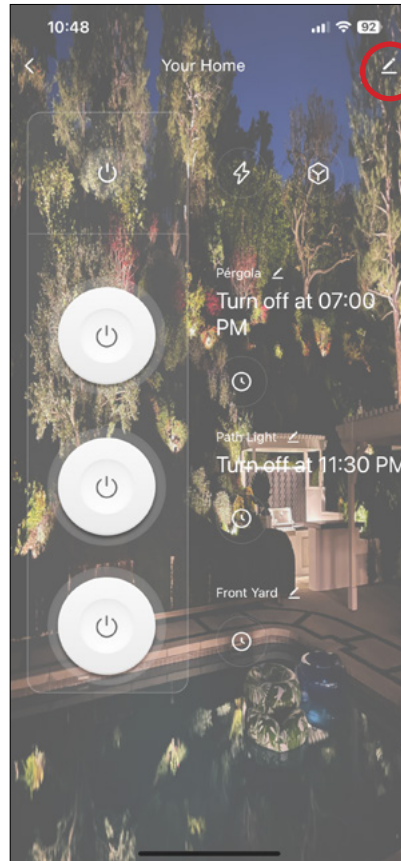 10:48
92
Your Home
Pérgola
Turn off at 07:00
PM
Path Light
Turn off at 11:30 PM
Front Yard